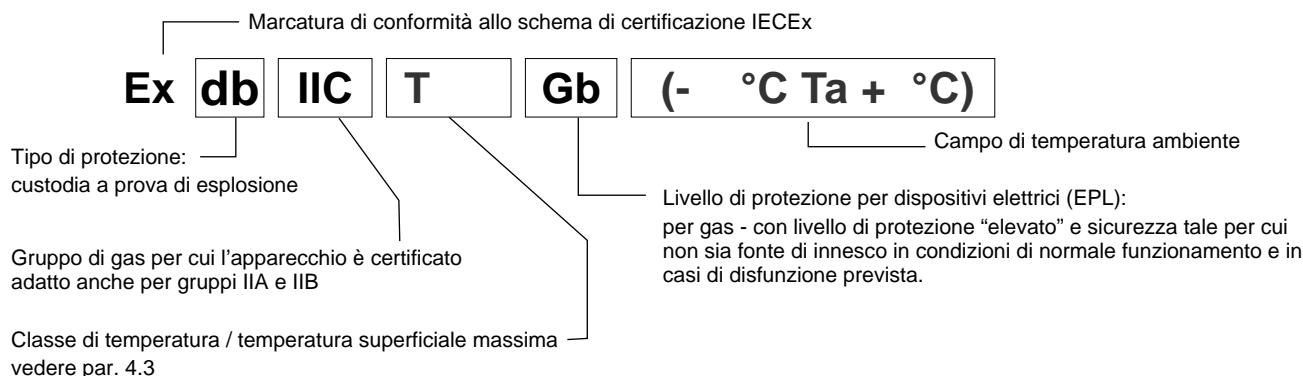 Marcatura di conformità allo schema di certificazione IECEx
Ex db IIC T Gb (- °C Ta + °C)
Campo di temperatura ambiente
Tipo di protezione:
custodia a prova di esplosione
Livello di protezione per dispositivi elettrici (EPL):
per gas - con livello di protezione “elevato” e sicurezza tale per cui
non sia fonte di innesco in condizioni di normale funzionamento e in
casi di disfunzione prevista.
Gruppo di gas per cui l’apparecchio è certificato
adatto anche per gruppi IIA e IIB
Classe di temperatura / temperatura superficiale massima
vedere par. 4.3